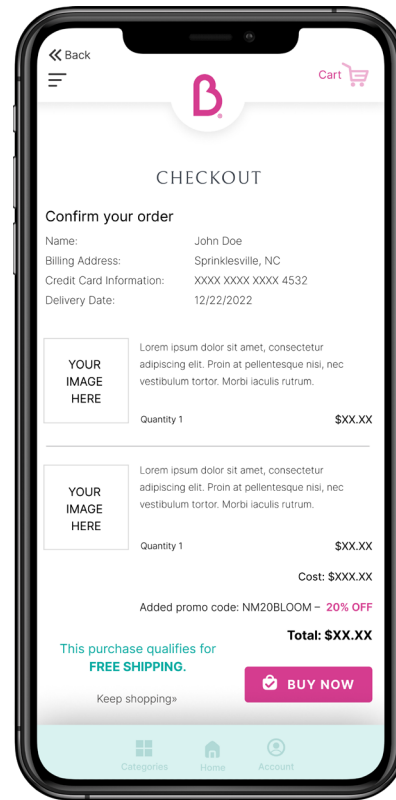 Back
Cart
B
CHECKOUT
Confirm your order
Name: John Doe
Billing Address: Sprinklesville, NC
Credit Card Information: XXXX XXXX XXXX 4532
Delivery Date: 12/22/2022
YOUR
IMAGE
HERE
Lorem ipsum dolor sit amet, consectetur
adipiscing elit. Proin at pellentesque nisi, nec
vestibulum tortor. Morbi iaculis rutrum.
Quantity 1 $XX.XX
YOUR
IMAGE
HERE
Lorem ipsum dolor sit amet, consectetur
adipiscing elit. Proin at pellentesque nisi, nec
vestibulum tortor. Morbi iaculis rutrum.
Quantity 1 $XX.XX
Cost: $XXX.XX
Added promo code: NM20BLOOM – 20% OFF
Total: $XX.XX
This purchase qualifies for
FREE SHIPPING.
Keep shopping»
BUY NOW
Categories Home Account